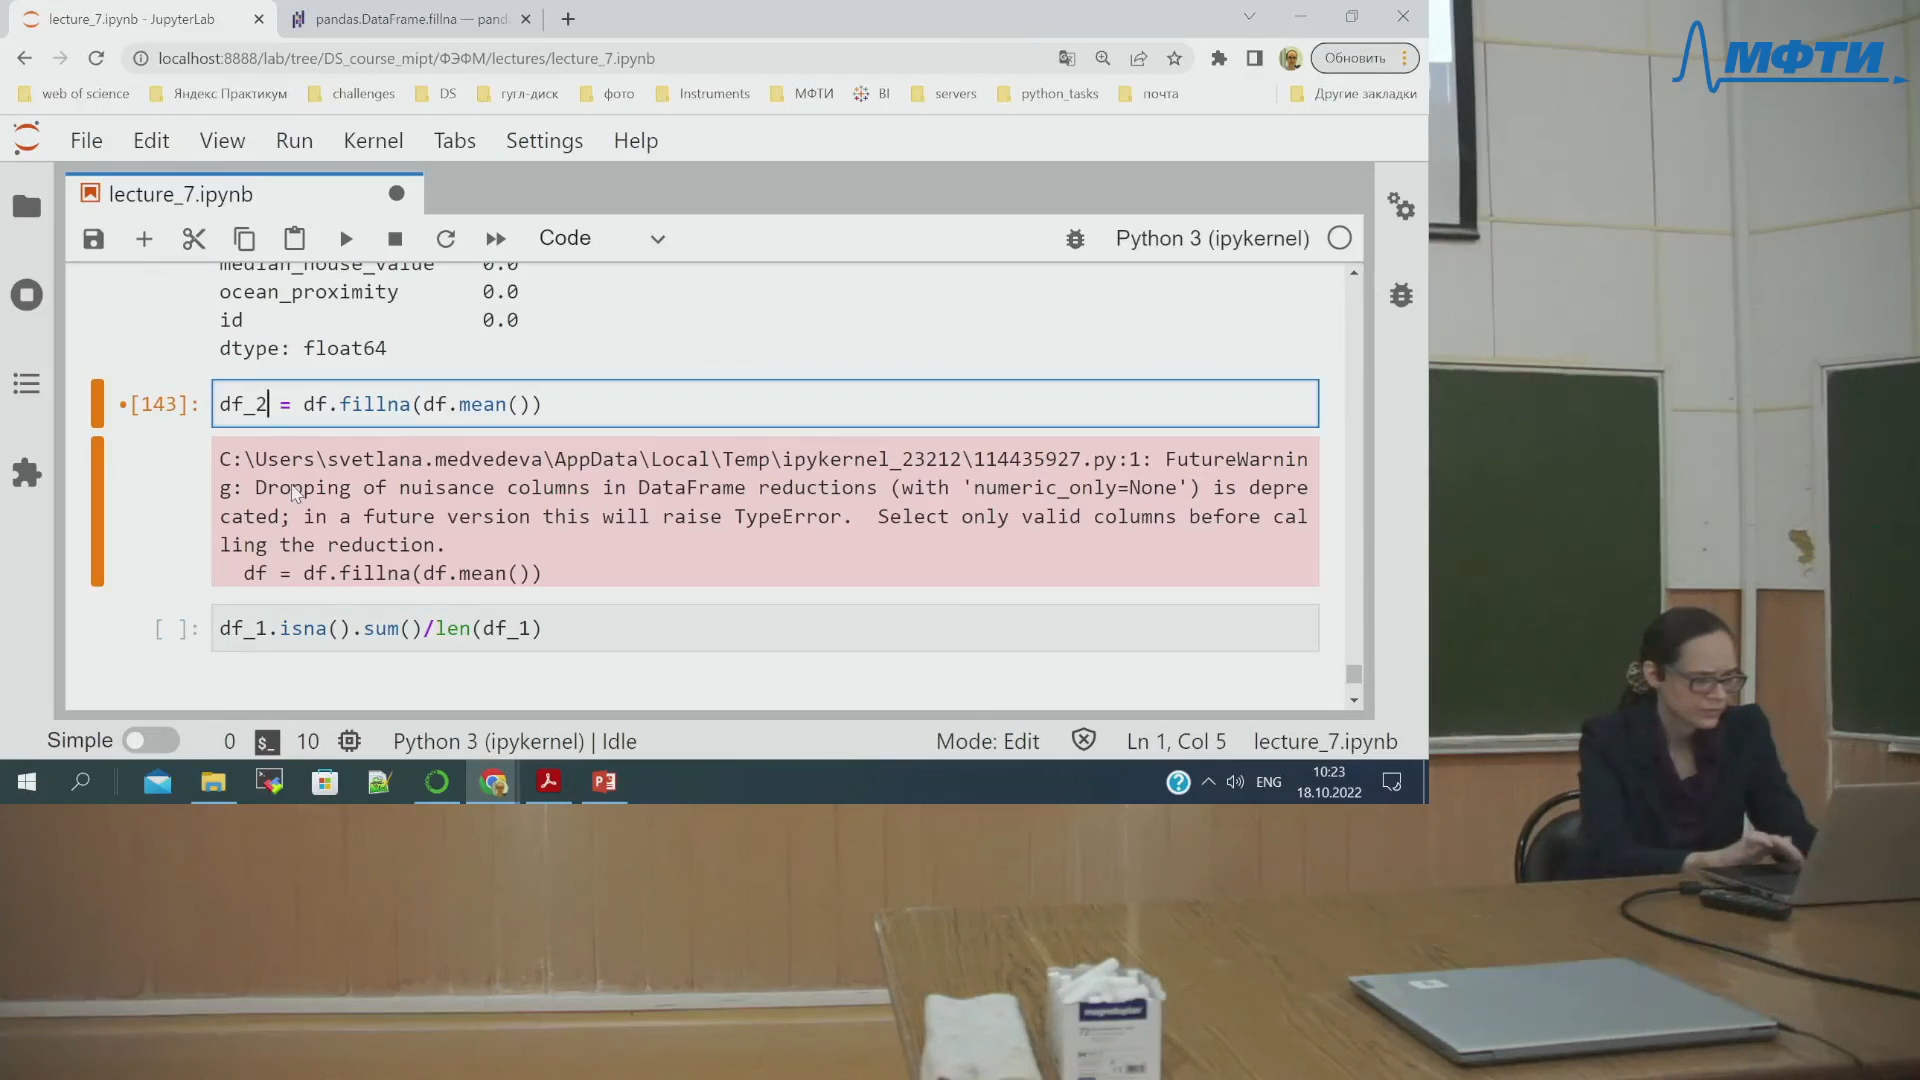 lecture_7.ipynb - JupyterLab
pandas.DataFrame.fillna — pand
localhost:8888/lab/tree/DS_course_mipt/ФЭФМ/lectures/lecture_7.ipynb
Обновить
web of science
Яндекс Практикум
challenges
DS
гугл-диск
фото
Instruments
МФТИ
BI
servers
python_tasks
почта
Другие закладки
МФТИ
File Edit View Run Kernel Tabs Settings Help
lecture_7.ipynb
Code
Python 3 (ipykernel)
median_house_value 0.0
ocean_proximity 0.0
id 0.0
dtype: float64
•[143]: df_2 = df.fillna(df.mean())
C:\Users\svetlana.medvedeva\AppData\Local\Temp\ipykernel_23212\114435927.py:1: FutureWarnin
g: Dropping of nuisance columns in DataFrame reductions (with 'numeric_only=None') is depre
cated; in a future version this will raise TypeError.  Select only valid columns before cal
ling the reduction.
df = df.fillna(df.mean())
[ ]: df_1.isna().sum()/len(df_1)
Simple 0 $_ 10 Python 3 (ipykernel) | Idle Mode: Edit Ln 1, Col 5 lecture_7.ipynb
ENG
10:23
18.10.2022